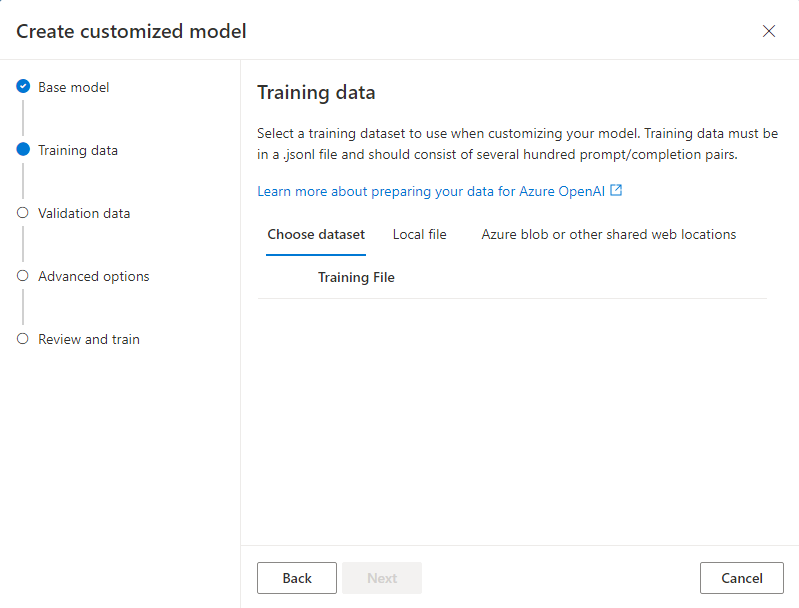 Create customized model
Base model
Training data
Validation data
Advanced options
Review and train
Training data
Select a training dataset to use when customizing your model. Training data must be
in a .jsonl file and should consist of several hundred prompt/completion pairs.
Learn more about preparing your data for Azure OpenAI
Choose dataset Local file Azure blob or other shared web locations
Training File
Back Next Cancel